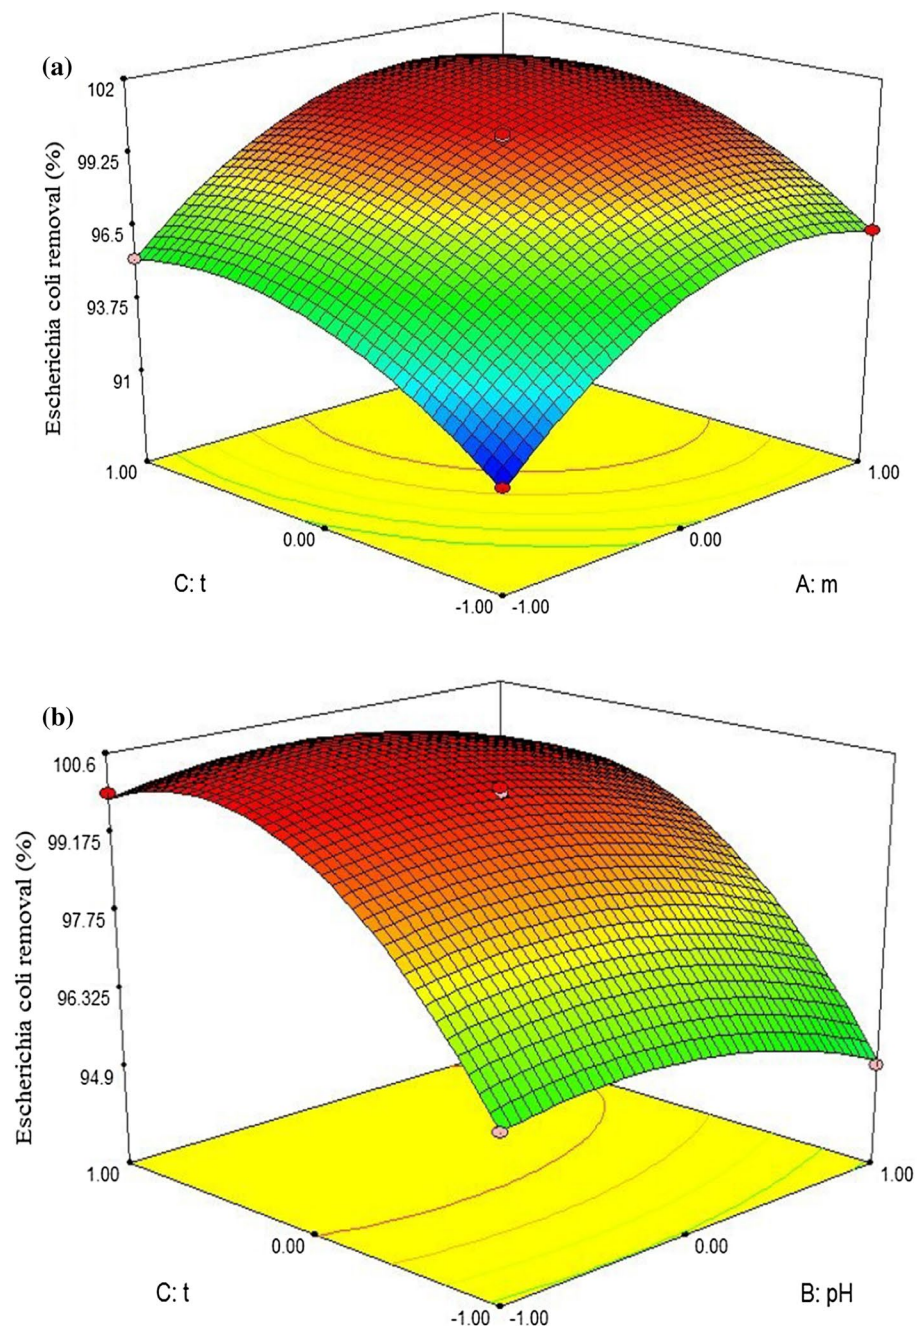 (a)
102
99.25
96.5
93.75
91
Escherichia coli removal (%)
1.00
0.00
-1.00
-1.00
0.00
1.00
C: t
A: m
(b)
100.6
99.175
97.75
96.325
94.9
Escherichia coli removal (%)
1.00
0.00
-1.00
-1.00
0.00
1.00
C: t
B: pH